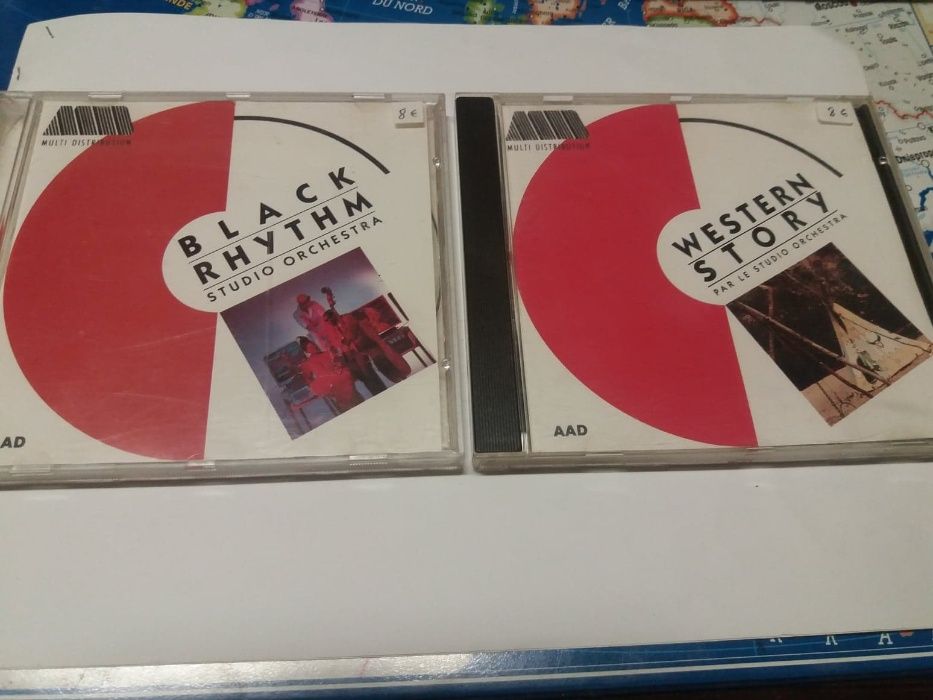 DU NORD
MULTI DISTRIBUTION
8 €
BLACK
RHYTHM
STUDIO ORCHESTRA
AD
MULTI DISTRIBUTION
8 €
WESTERN
STORY
PAR LE STUDIO ORCHESTRA
AAD